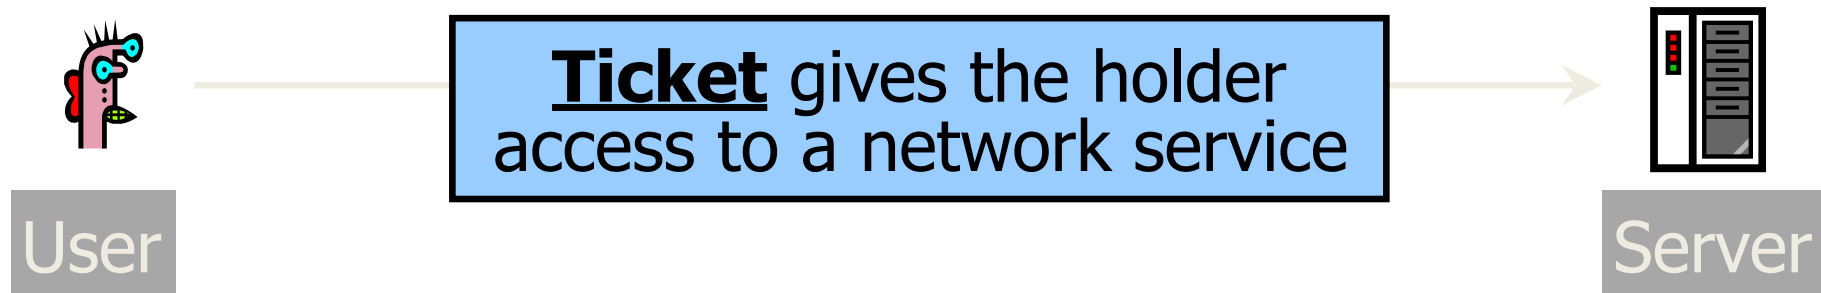 Ticket gives the holder
access to a network service
User
Server